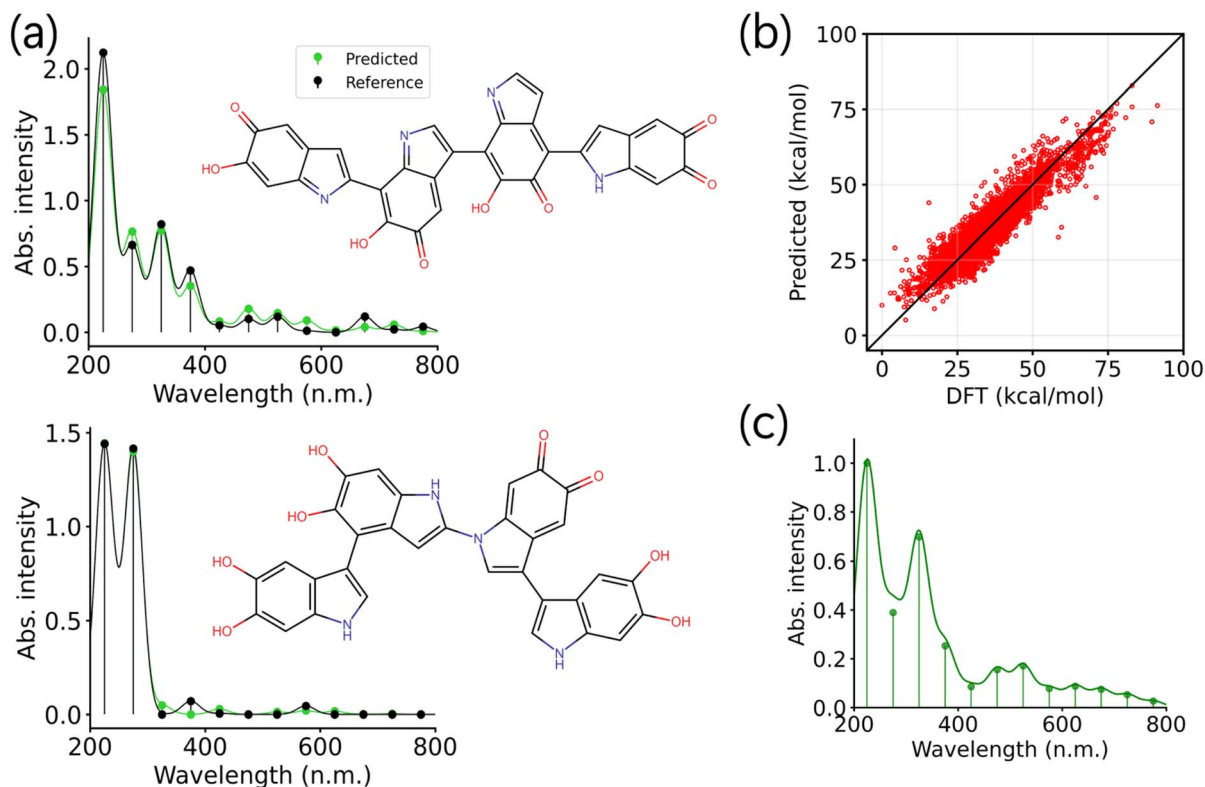 (a)
Abs. intensity
2.0
1.5
1.0
0.5
0.0
200
400
600
800
Wavelength (n.m.)
Predicted
Reference
O
HO
N
N
HO
O
N
HO
O
N
H
O
O
(b)
Predicted (kcal/mol)
100
75
50
25
0
0
25
50
75
100
DFT (kcal/mol)
Abs. intensity
1.5
1.0
0.5
0.0
200
400
600
800
Wavelength (n.m.)
HO
HO
HO
HO
N
H
H
N
N
O
O
OH
OH
N
H
(c)
Abs. intensity
1.0
0.8
0.6
0.4
0.2
0.0
200
400
600
800
Wavelength (n.m.)